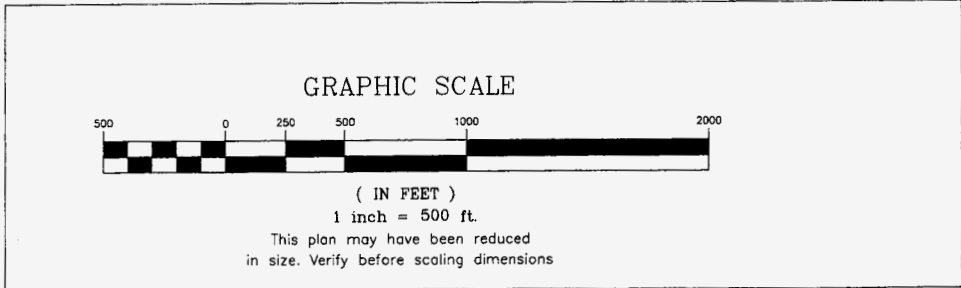 GRAPHIC SCALE
500 0 250 500 1000 2000
( IN FEET )
1 inch = 500 ft.
This plan may have been reduced
in size. Verify before scaling dimensions